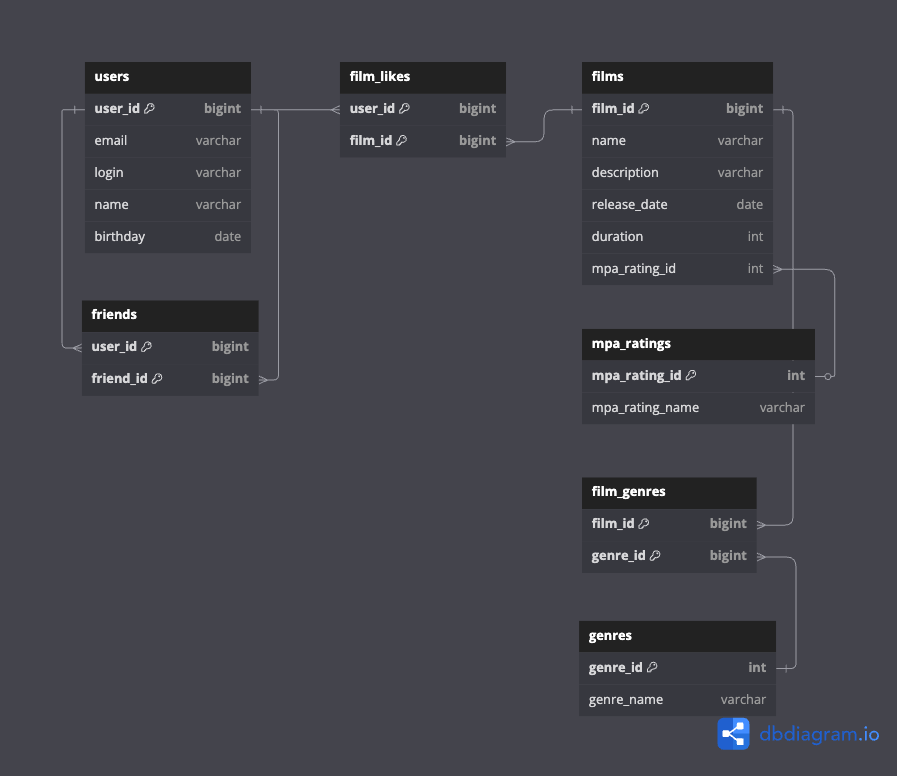 users
user_id bigint
email varchar
login varchar
name varchar
birthday date
friends
user_id bigint
friend_id bigint
film_likes
user_id bigint
film_id bigint
films
film_id bigint
name varchar
description varchar
release_date date
duration int
mpa_rating_id int
mpa_ratings
mpa_rating_id int
mpa_rating_name varchar
film_genres
film_id bigint
genre_id bigint
genres
genre_id int
genre_name varchar
dbdiagram.io